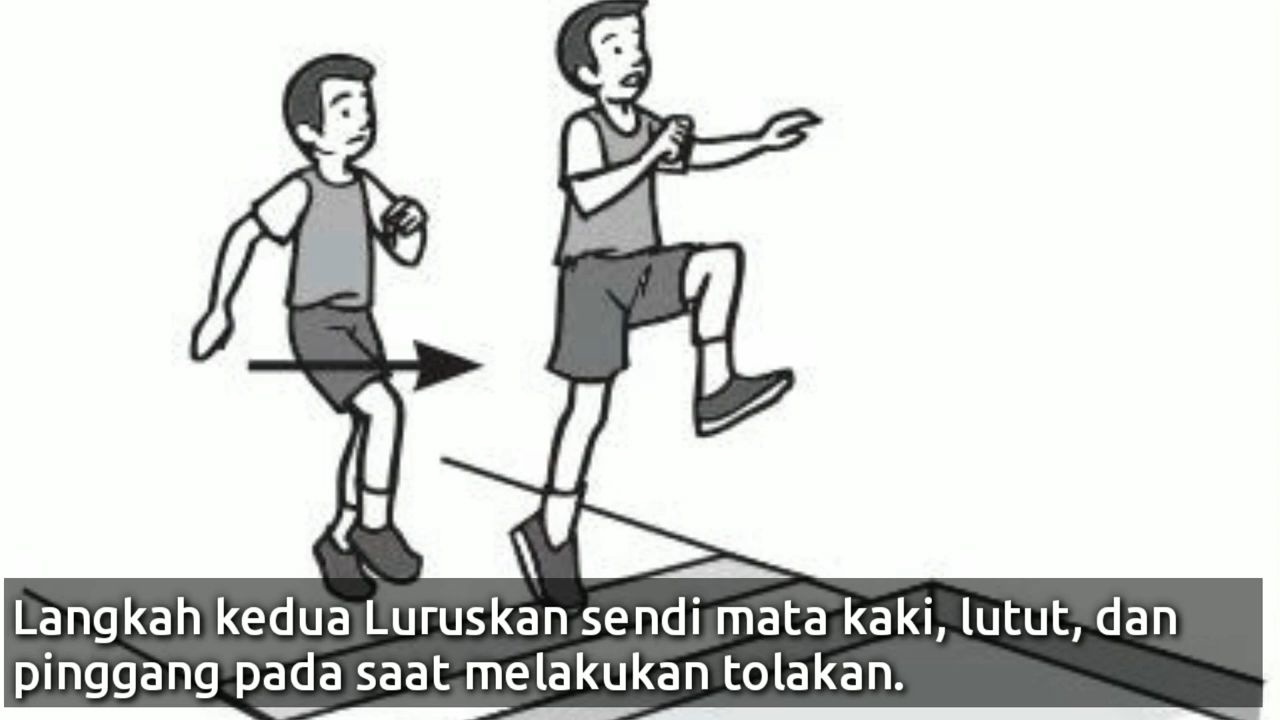 Langkah kedua Luruskan sendi mata kaki, lutut, dan
pinggang pada saat melakukan tolakan.